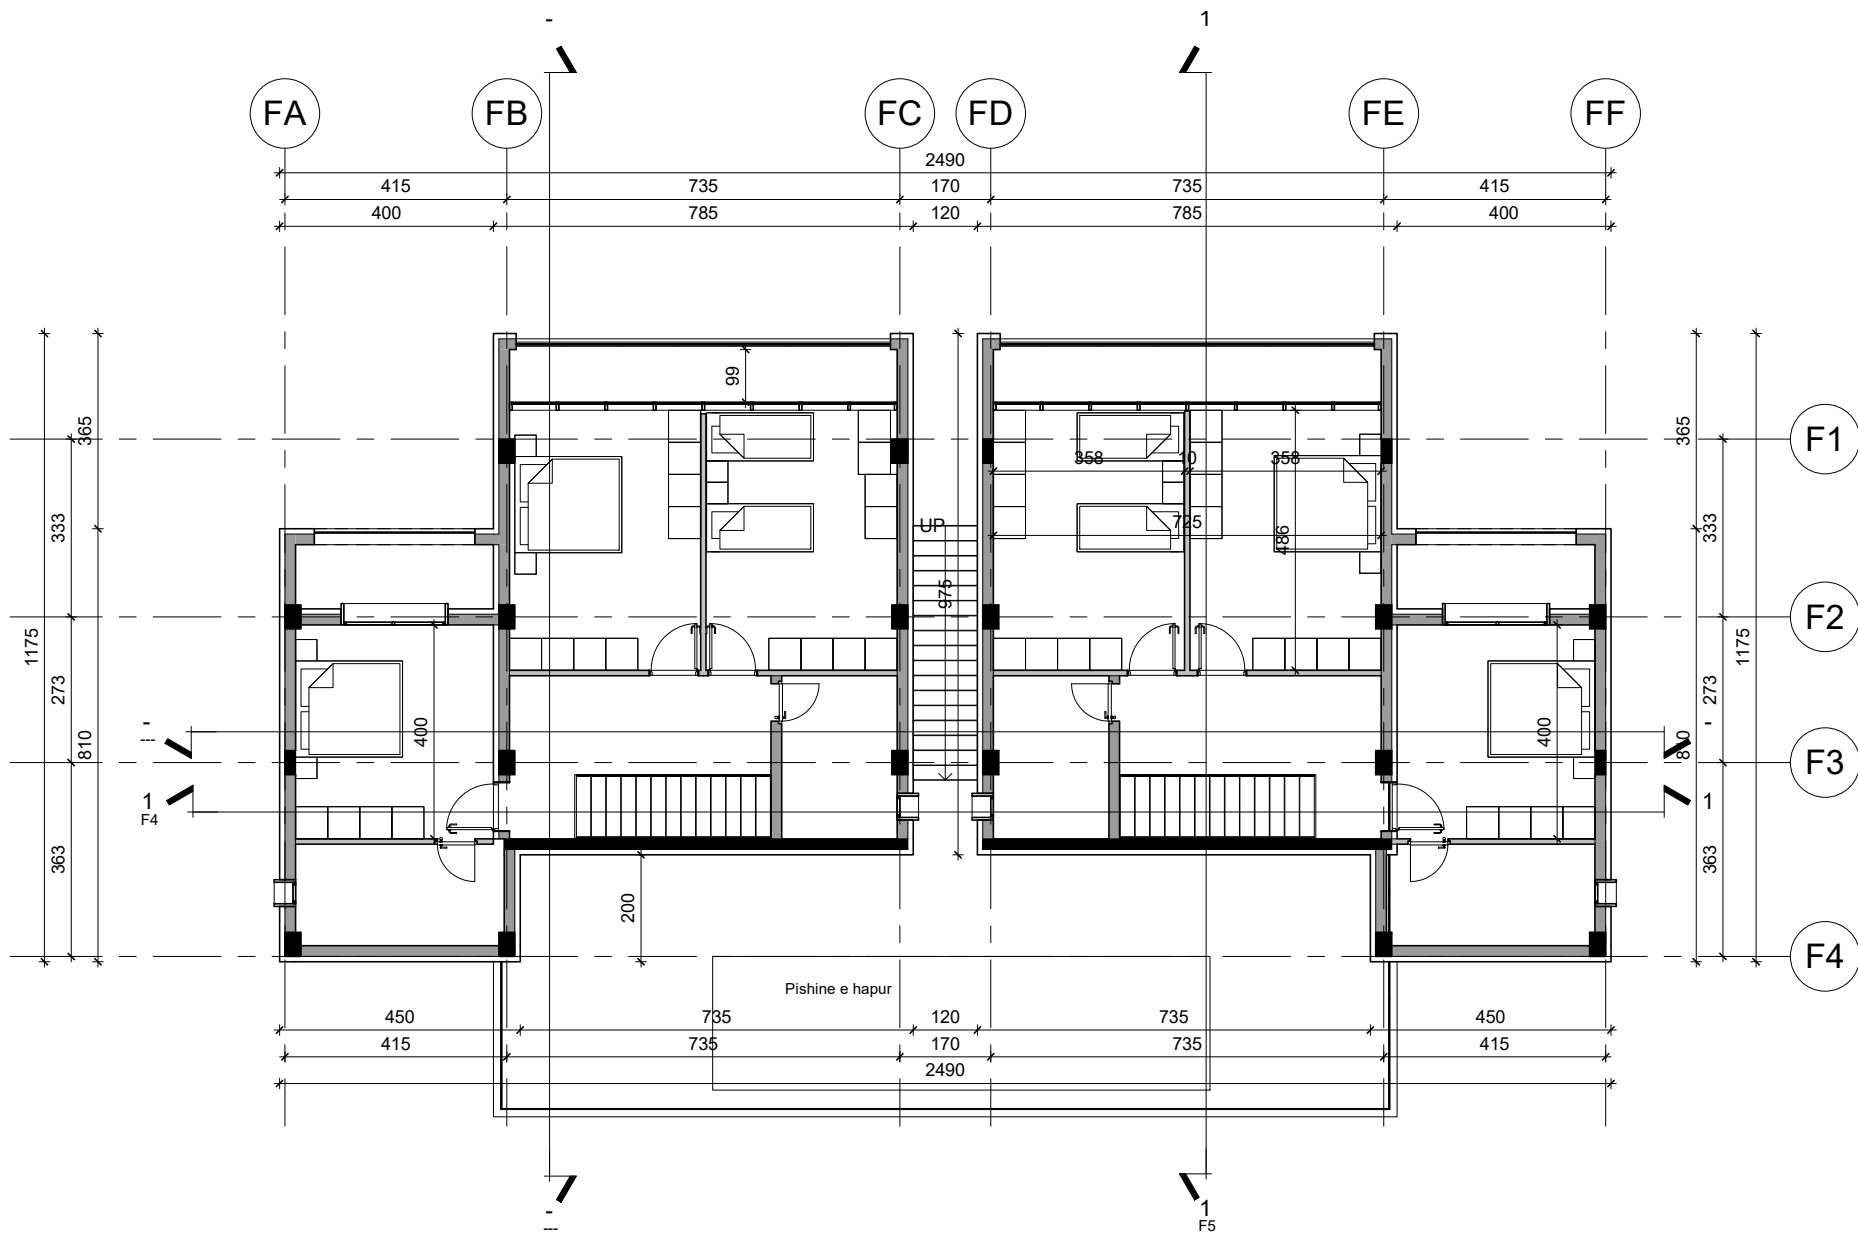 - 1
FA FB FC FD FE FF
2490
415 735 170 735 415
400 785 120 785 400
99
365 365
F1
358 10 358
333 UP 725 486 333
975
F2
1175 1175
273 273
400 400
- -
---
810 810
F3
1 1
F4
363 363
200
F4
Pishine e hapur
450 735 120 735 450
415 735 170 735 415
2490
- 1
--- F5